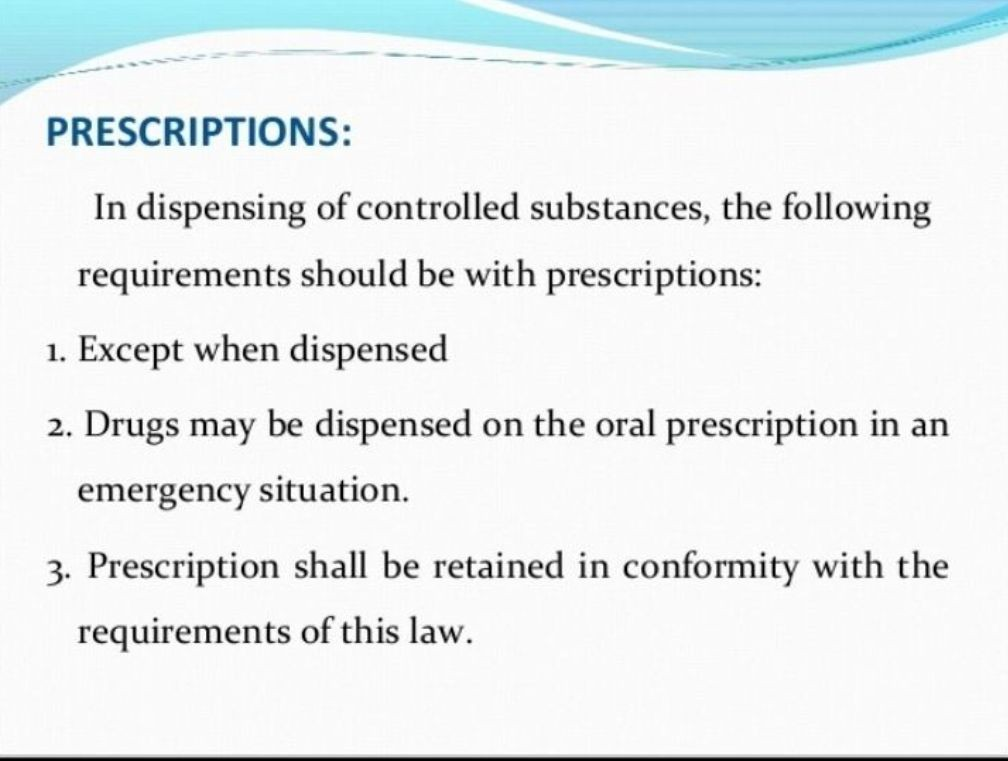 PRESCRIPTIONS:
In dispensing of controlled substances, the following
requirements should be with prescriptions:
1. Except when dispensed
2. Drugs may be dispensed on the oral prescription in an
emergency situation.
3. Prescription shall be retained in conformity with the
requirements of this law.